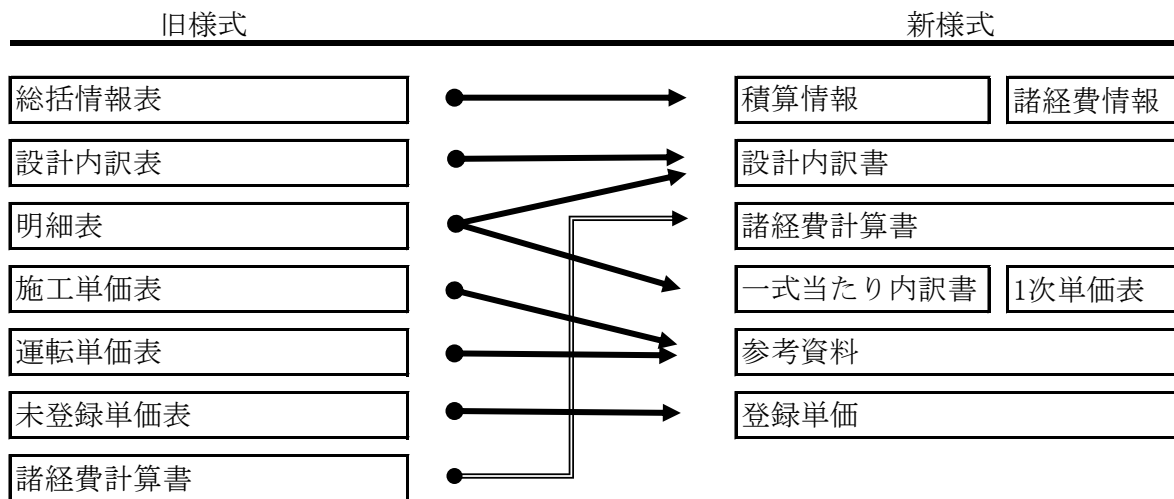 旧様式 新様式
総括情報表 積算情報 諸経費情報
設計内訳表 設計内訳書
明細表 諸経費計算書
施工単価表 一式当たり内訳書 1次単価表
運転単価表 参考資料
未登録単価表 登録単価
諸経費計算書